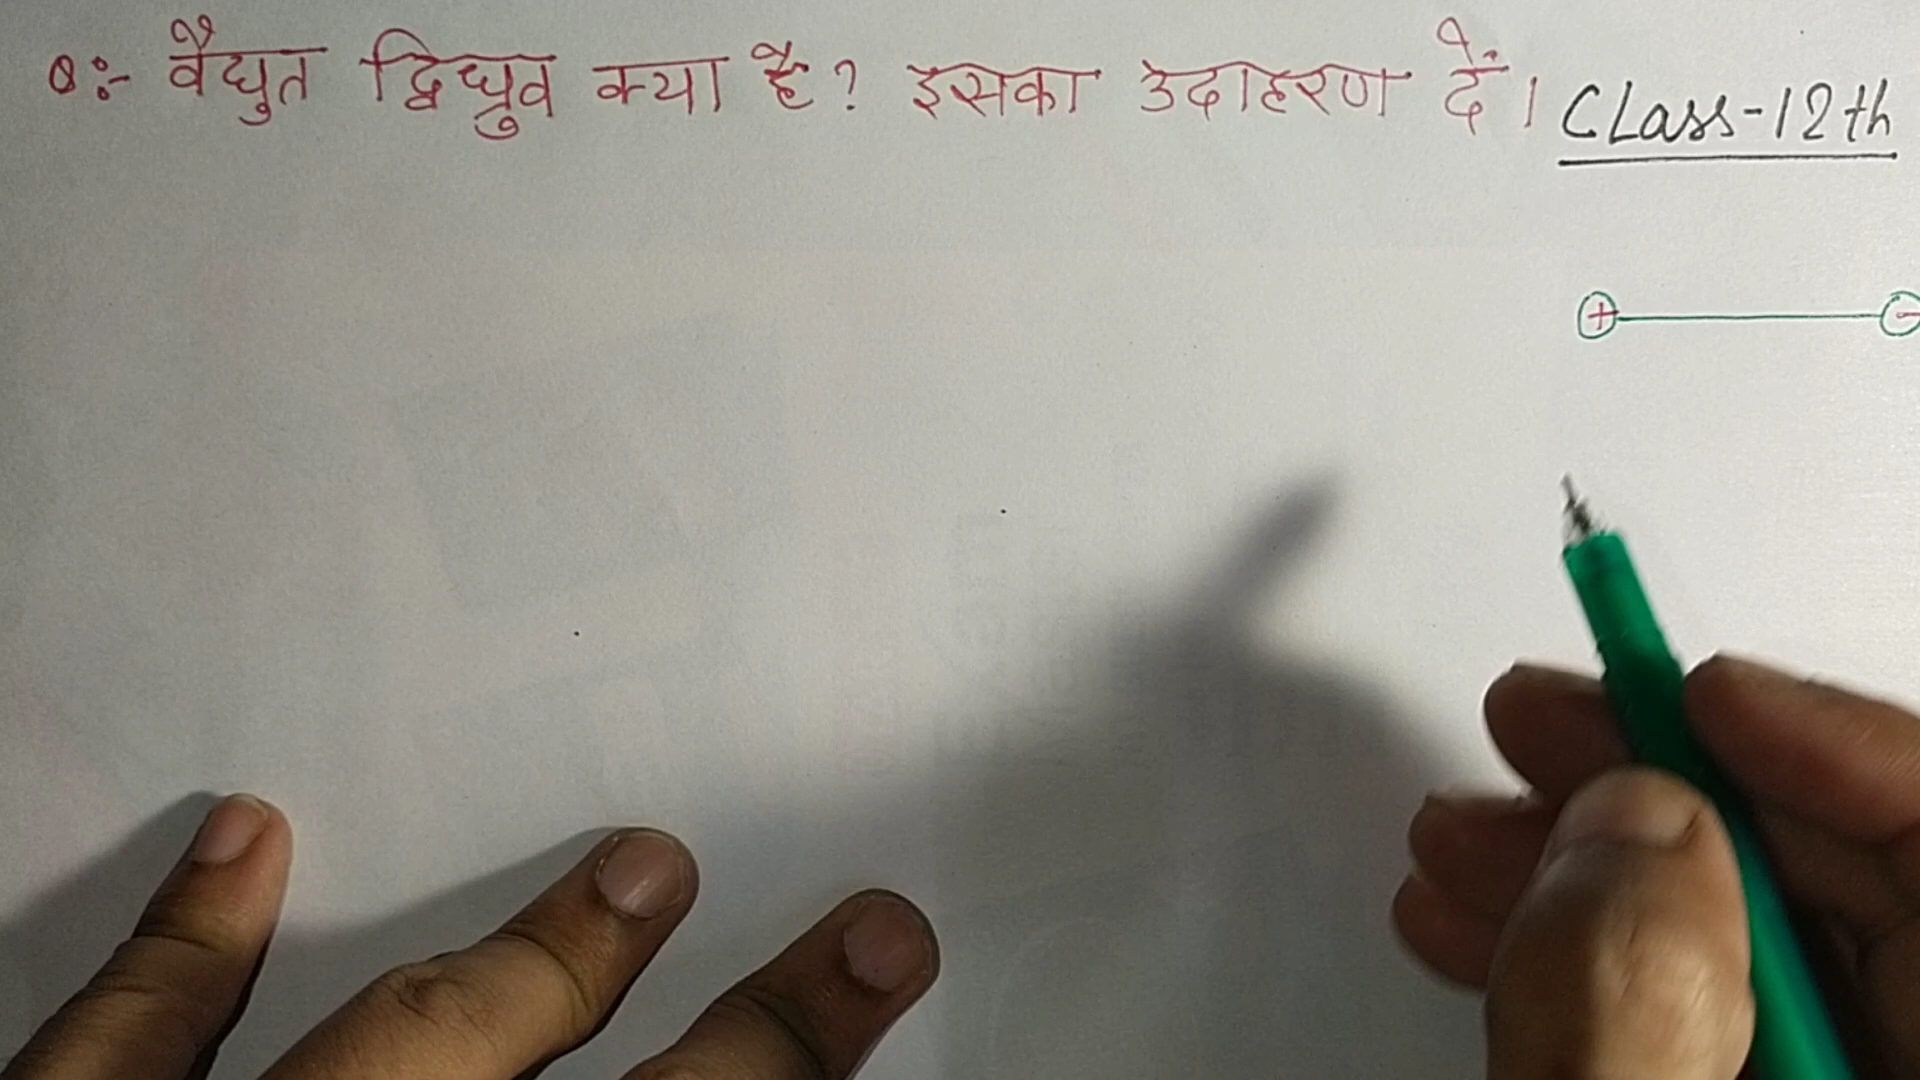 Q:- वैद्युत द्विध्रुव क्या है? इसका उदाहरण दें। CLass-12th
+ -